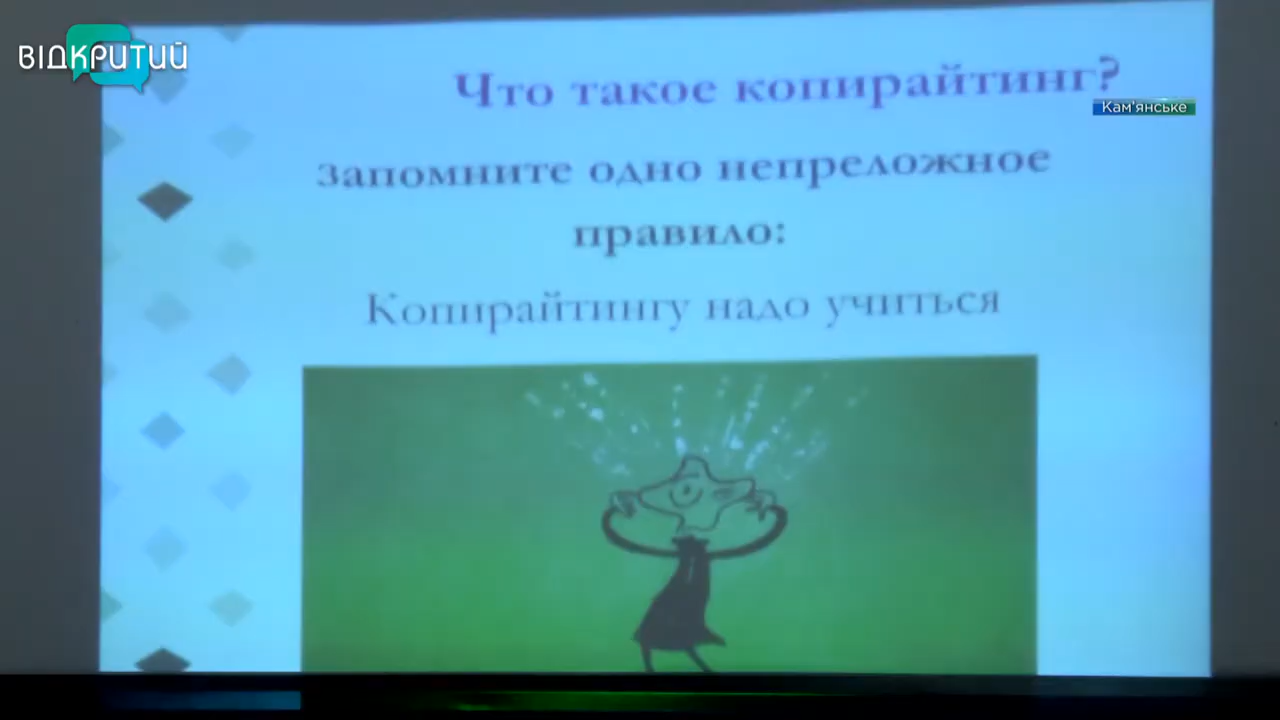 ВІДКРИТИЙ
Что такое копирайтинг?
Кам'янське
запомните одно непреложное
правило:
Копирайтингу надо учиться